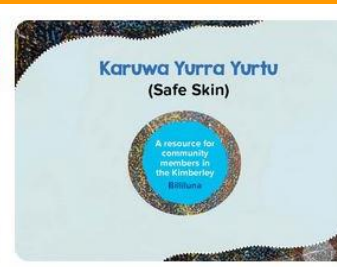 Karuwa Yurra Yurtu
(Safe Skin)
A resource for
community
members in
the Kimberley
Billiluna